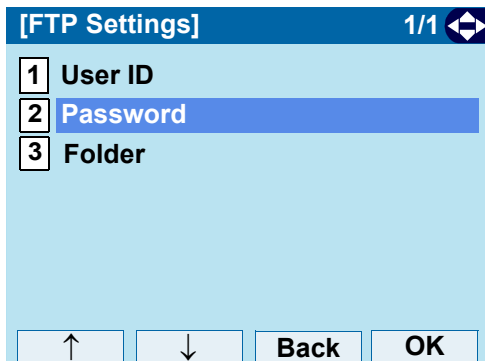 [FTP Settings] 1/1
1 User ID
2 Password
3 Folder
↑ ↓ Back OK